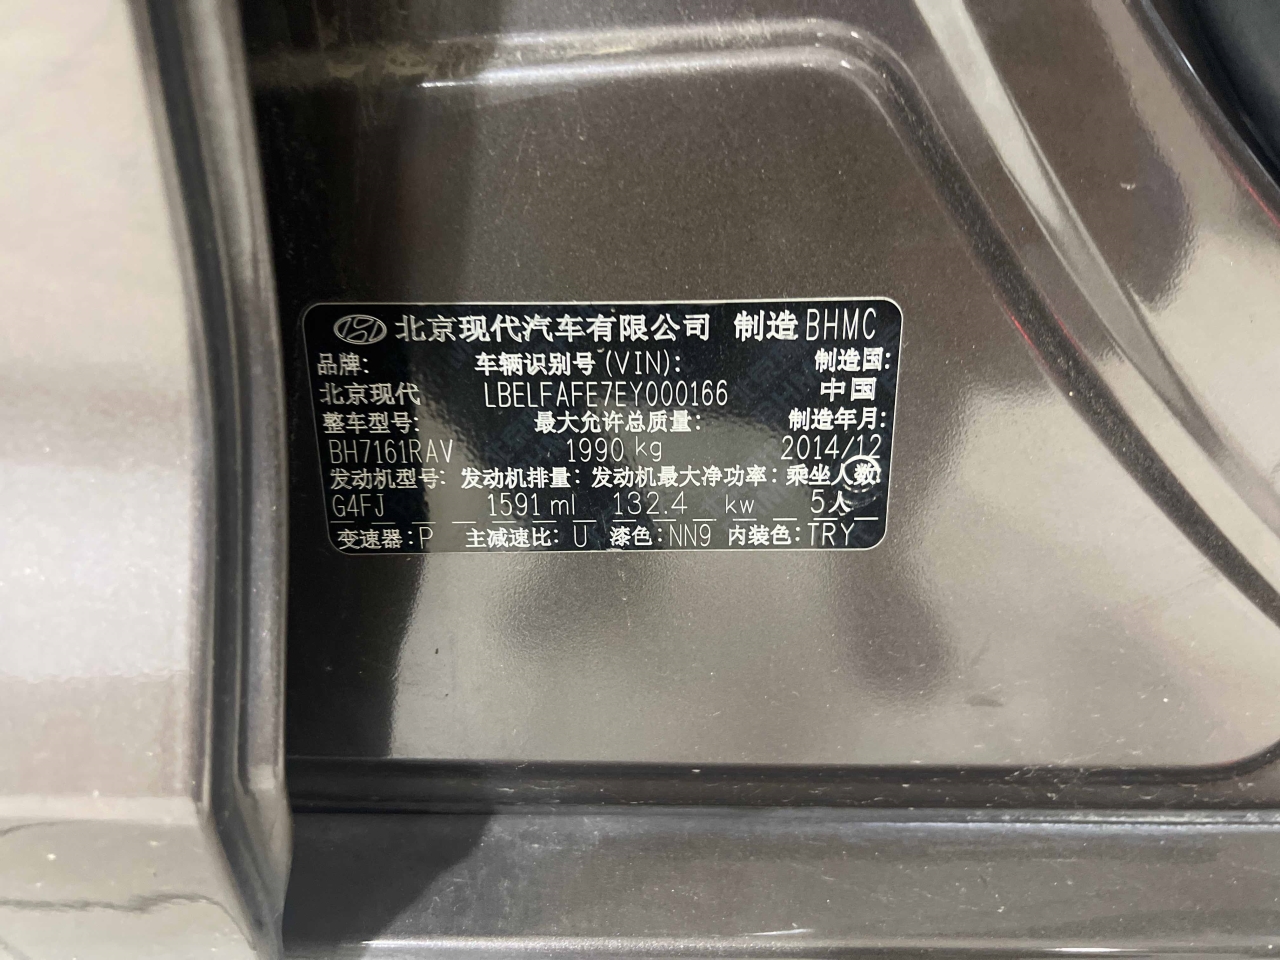 北京现代汽车有限公司 制造 BHMC
品牌: 车辆识别号(VIN): 制造国:
北京现代 LBELFAFE7EY000166 中国
整车型号: 最大允许总质量: 制造年月:
BH7161RAV 1990 kg 2014/12
发动机型号: 发动机排量: 发动机最大净功率: 乘坐人数:
G4FJ 1591 ml 132.4 kw 5人
变速器: P 主减速比: U 漆色: NN9 内装色: TRY